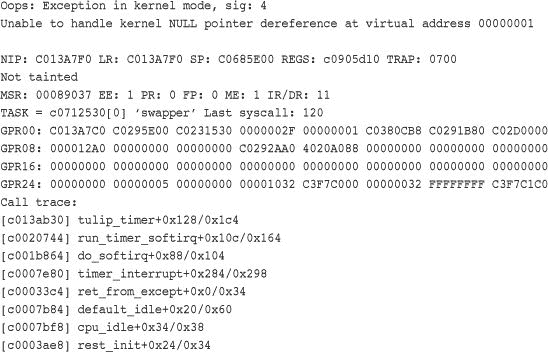 Oops: Exception in kernel mode, sig: 4
Unable to handle kernel NULL pointer dereference at virtual address 00000001
NIP: C013A7F0 LR: C013A7F0 SP: C0685E00 REGS: c0905d10 TRAP: 0700
Not tainted
MSR: 00089037 EE: 1 PR: 0 FP: 0 ME: 1 IR/DR: 11
TASK = c0712530[0] ‘swapper’ Last syscall: 120
GPR00: C013A7C0 C0295E00 C0231530 0000002F 00000001 C0380CB8 C0291B80 C02D0000
GPR08: 000012A0 00000000 00000000 C0292AA0 4020A088 00000000 00000000 00000000
GPR16: 00000000 00000000 00000000 00000000 00000000 00000000 00000000 00000000
GPR24: 00000000 00000005 00000000 00001032 C3F7C000 00000032 FFFFFFFF C3F7C1C0
Call trace:
[c013ab30] tulip_timer+0x128/0x1c4
[c0020744] run_timer_softirq+0x10c/0x164
[c001b864] do_softirq+0x88/0x104
[c0007e80] timer_interrupt+0x284/0x298
[c00033c4] ret_from_except+0x0/0x34
[c0007b84] default_idle+0x20/0x60
[c0007bf8] cpu_idle+0x34/0x38
[c0003ae8] rest_init+0x24/0x34